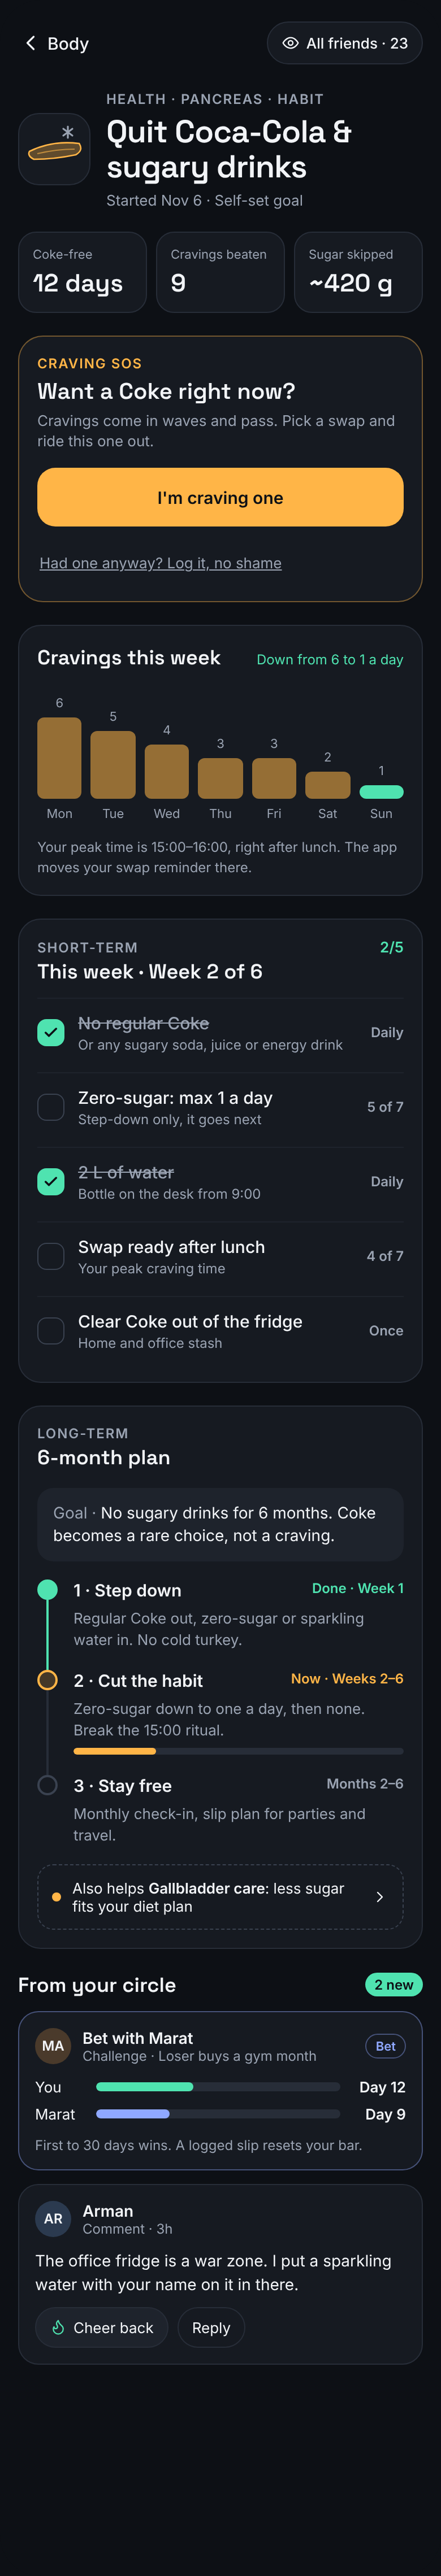 Body
All friends · 23
HEALTH · PANCREAS · HABIT
Quit Coca-Cola &
sugary drinks
Started Nov 6 · Self-set goal
Coke-free
12 days
Cravings beaten
9
Sugar skipped
~420 g
CRAVING SOS
Want a Coke right now?
Cravings come in waves and pass. Pick a swap and
ride this one out.
I'm craving one
Had one anyway? Log it, no shame
Cravings this week
Down from 6 to 1 a day
6
5
4
3
3
2
1
Mon
Tue
Wed
Thu
Fri
Sat
Sun
Your peak time is 15:00–16:00, right after lunch. The app
moves your swap reminder there.
SHORT-TERM
2/5
This week · Week 2 of 6
No regular Coke
Or any sugary soda, juice or energy drink
Daily
Zero-sugar: max 1 a day
Step-down only, it goes next
5 of 7
2 L of water
Bottle on the desk from 9:00
Daily
Swap ready after lunch
Your peak craving time
4 of 7
Clear Coke out of the fridge
Home and office stash
Once
LONG-TERM
6-month plan
Goal · No sugary drinks for 6 months. Coke
becomes a rare choice, not a craving.
1 · Step down
Done · Week 1
Regular Coke out, zero-sugar or sparkling
water in. No cold turkey.
2 · Cut the habit
Now · Weeks 2–6
Zero-sugar down to one a day, then none.
Break the 15:00 ritual.
3 · Stay free
Months 2–6
Monthly check-in, slip plan for parties and
travel.
Also helps Gallbladder care: less sugar
fits your diet plan
From your circle
2 new
MA
Bet with Marat
Challenge · Loser buys a gym month
Bet
You
Day 12
Marat
Day 9
First to 30 days wins. A logged slip resets your bar.
AR
Arman
Comment · 3h
The office fridge is a war zone. I put a sparkling
water with your name on it in there.
Cheer back
Reply